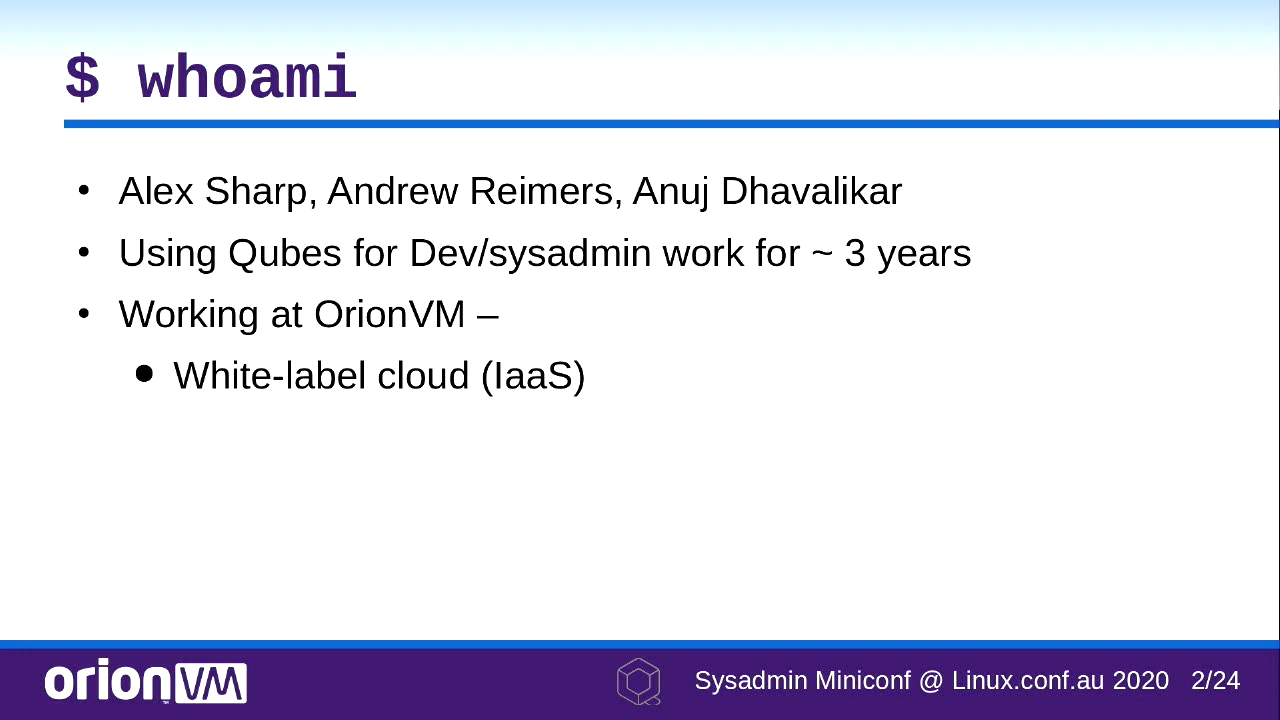 $ whoami
• Alex Sharp, Andrew Reimers, Anuj Dhavalikar
• Using Qubes for Dev/sysadmin work for ~ 3 years
• Working at OrionVM –
● White-label cloud (IaaS)
orionVM Sysadmin Miniconf @ Linux.conf.au 2020 2/24